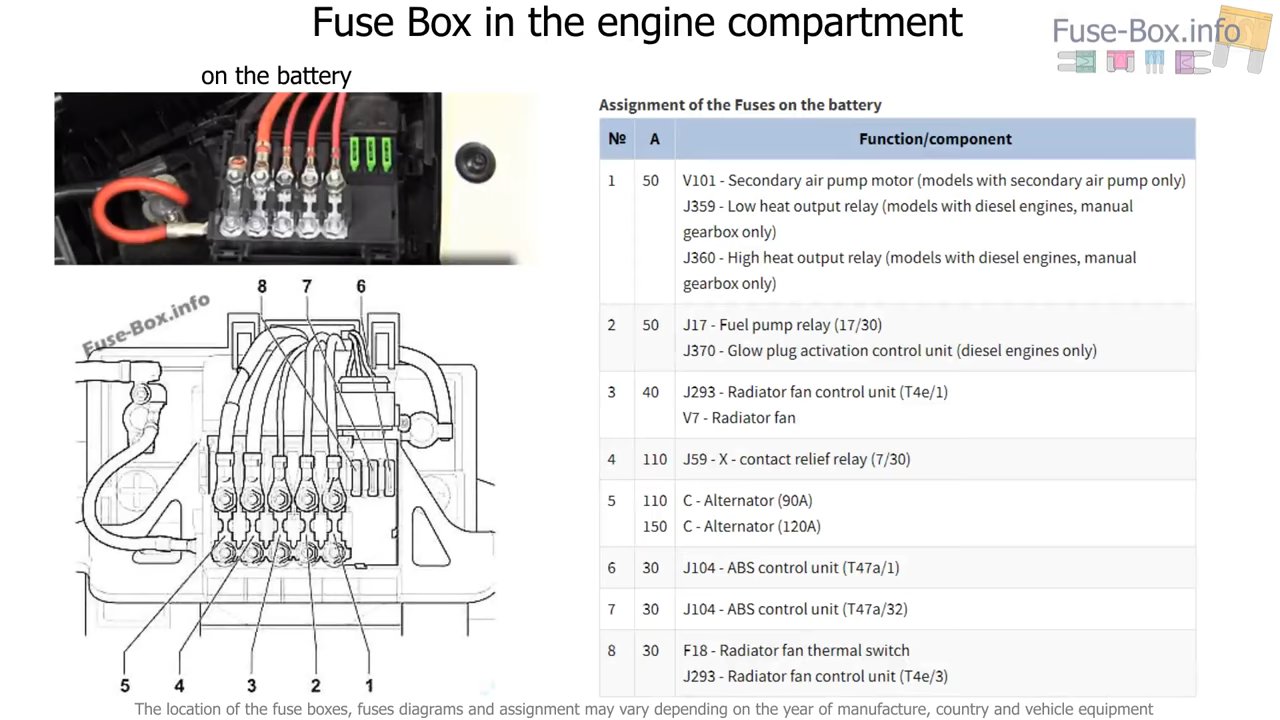 Fuse Box in the engine compartment
Fuse-Box.info
on the battery
Fuse-Box.info
8 7 6
5 4 3 2 1
Assignment of the Fuses on the battery
№ A Function/component
1 50 V101 - Secondary air pump motor (models with secondary air pump only)
J359 - Low heat output relay (models with diesel engines, manual
gearbox only)
J360 - High heat output relay (models with diesel engines, manual
gearbox only)
2 50 J17 - Fuel pump relay (17/30)
J370 - Glow plug activation control unit (diesel engines only)
3 40 J293 - Radiator fan control unit (T4e/1)
V7 - Radiator fan
4 110 J59 - X - contact relief relay (7/30)
5 110 C - Alternator (90A)
150 C - Alternator (120A)
6 30 J104 - ABS control unit (T47a/1)
7 30 J104 - ABS control unit (T47a/32)
8 30 F18 - Radiator fan thermal switch
J293 - Radiator fan control unit (T4e/3)
The location of the fuse boxes, fuses diagrams and assignment may vary depending on the year of manufacture, country and vehicle equipment